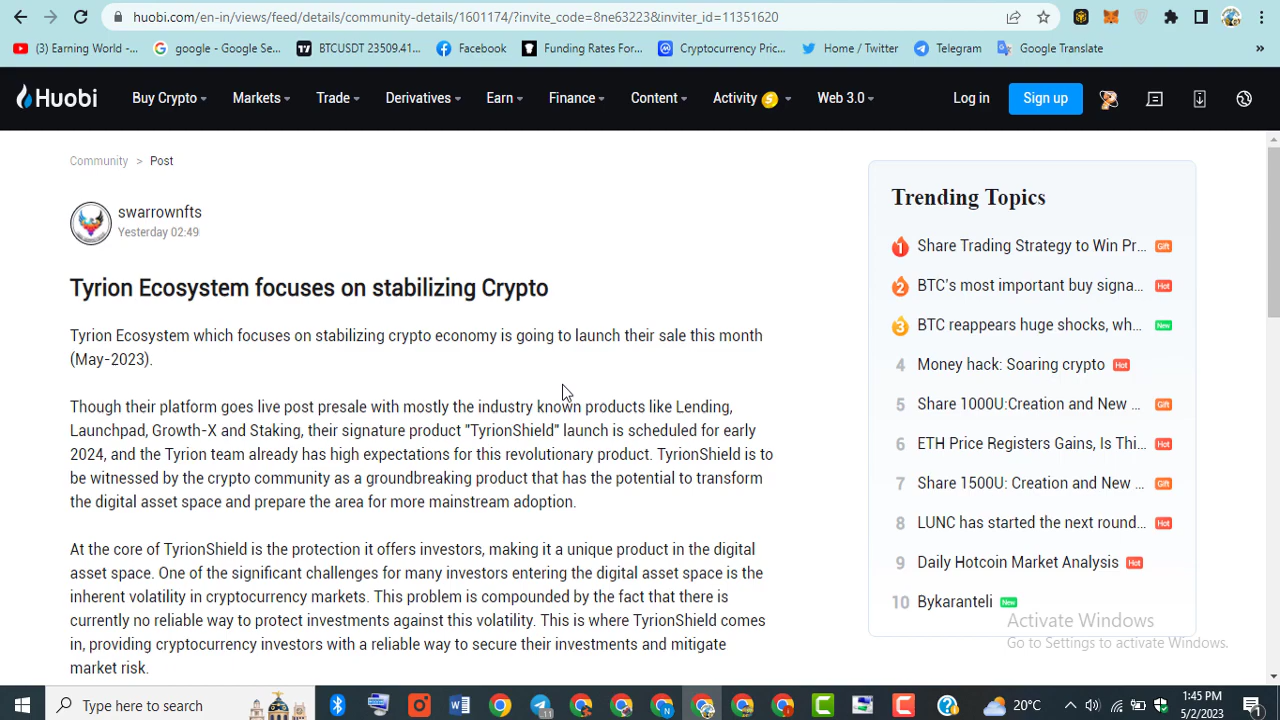 huobi.com/en-in/views/feed/details/community-details/1601174/?invite_code=8ne63223&inviter_id=11351620
(3) Earning World -... google - Google Se... BTCUSDT 23509.41... Facebook Funding Rates For... Cryptocurrency Pric... Home / Twitter Telegram Google Translate »
Huobi Buy Crypto Markets Trade Derivatives Earn Finance Content Activity Web 3.0 Log in Sign up
Community > Post
swarrownfts
Yesterday 02:49
Tyrion Ecosystem focuses on stabilizing Crypto
Tyrion Ecosystem which focuses on stabilizing crypto economy is going to launch their sale this month
(May-2023).
Though their platform goes live post presale with mostly the industry known products like Lending,
Launchpad, Growth-X and Staking, their signature product "TyrionShield" launch is scheduled for early
2024, and the Tyrion team already has high expectations for this revolutionary product. TyrionShield is to
be witnessed by the crypto community as a groundbreaking product that has the potential to transform
the digital asset space and prepare the area for more mainstream adoption.
At the core of TyrionShield is the protection it offers investors, making it a unique product in the digital
asset space. One of the significant challenges for many investors entering the digital asset space is the
inherent volatility in cryptocurrency markets. This problem is compounded by the fact that there is
currently no reliable way to protect investments against this volatility. This is where TyrionShield comes
in, providing cryptocurrency investors with a reliable way to secure their investments and mitigate
market risk.
Trending Topics
1 Share Trading Strategy to Win Pr... Gift
2 BTC's most important buy signa... Hot
3 BTC reappears huge shocks, wh... New
4 Money hack: Soaring crypto Hot
5 Share 1000U:Creation and New ... Gift
6 ETH Price Registers Gains, Is Thi... Hot
7 Share 1500U: Creation and New ... Gift
8 LUNC has started the next round... Hot
9 Daily Hotcoin Market Analysis Hot
10 Bykaranteli New
Activate Windows
Go to Settings to activate Windows.
Type here to search
11
20°C
1:45 PM
5/2/2023
1